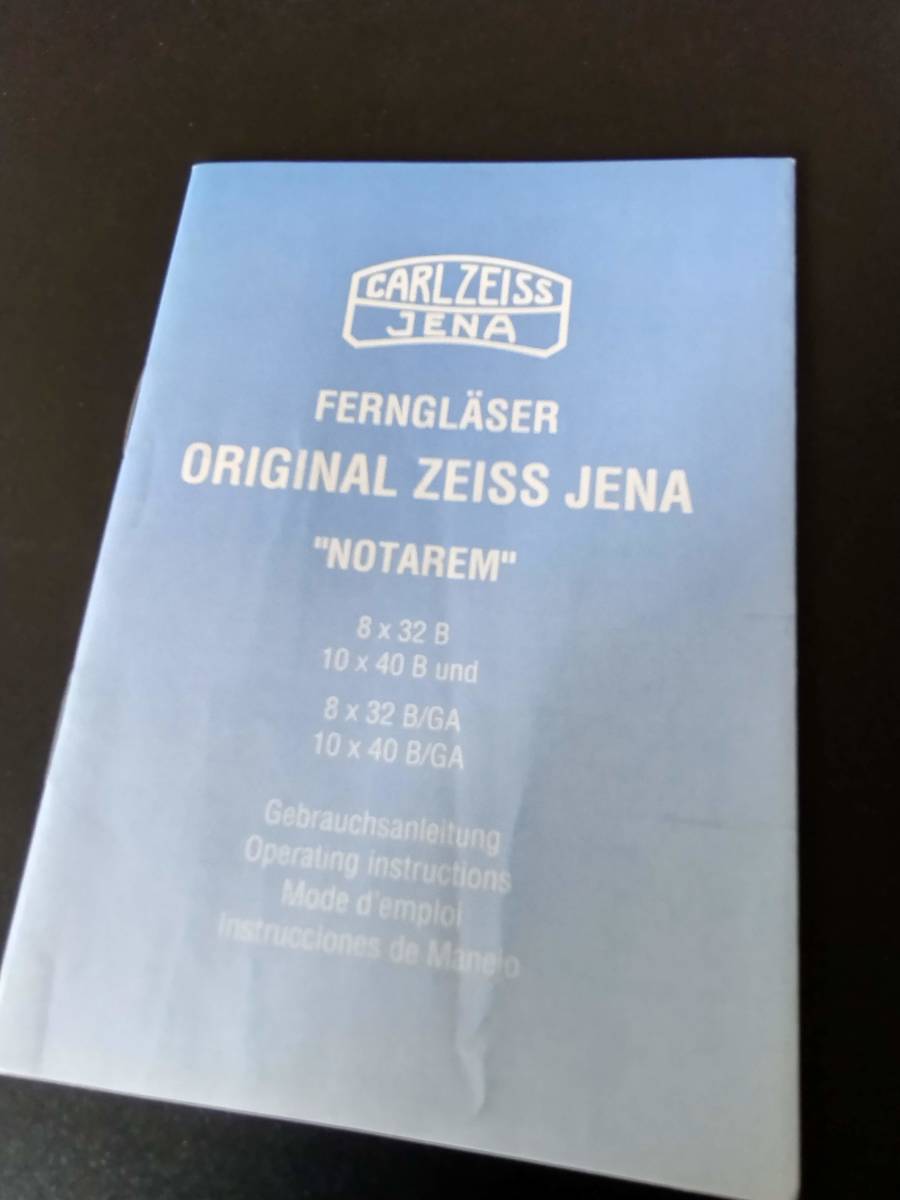 CARL ZEISS
JENA
FERNGLÄSER
ORIGINAL ZEISS JENA
"NOTAREM"
8 x 32 B
10 x 40 B und
8 x 32 B/GA
10 x 40 B/GA
Gebrauchsanleitung
Operating instructions
Mode d'emploi
Instrucciones de Manejo